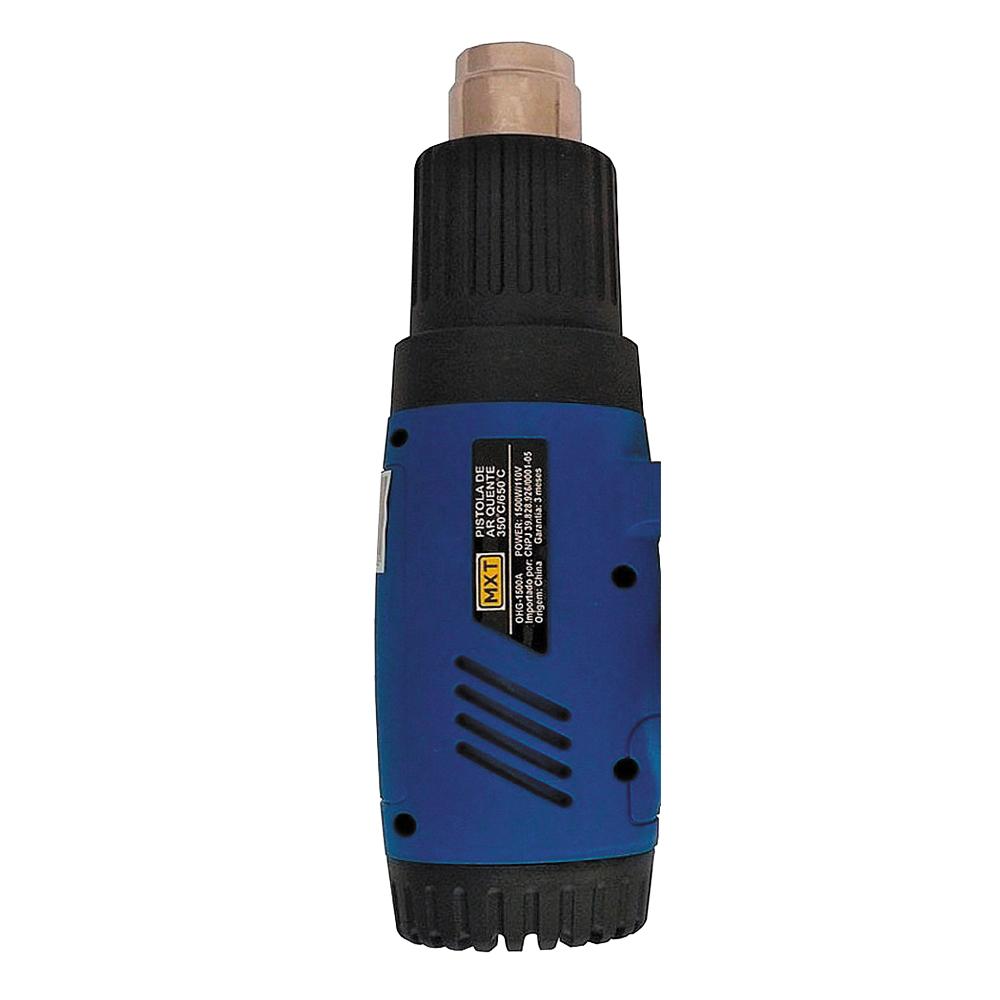 MXT
PISTOLA DE
AR QUENTE
350°C/650°C
OHG-1500A POWER: 1500W/110V
Importado por: CNPJ 39.828.926/0001-05
Origem: China Garantia: 3 meses